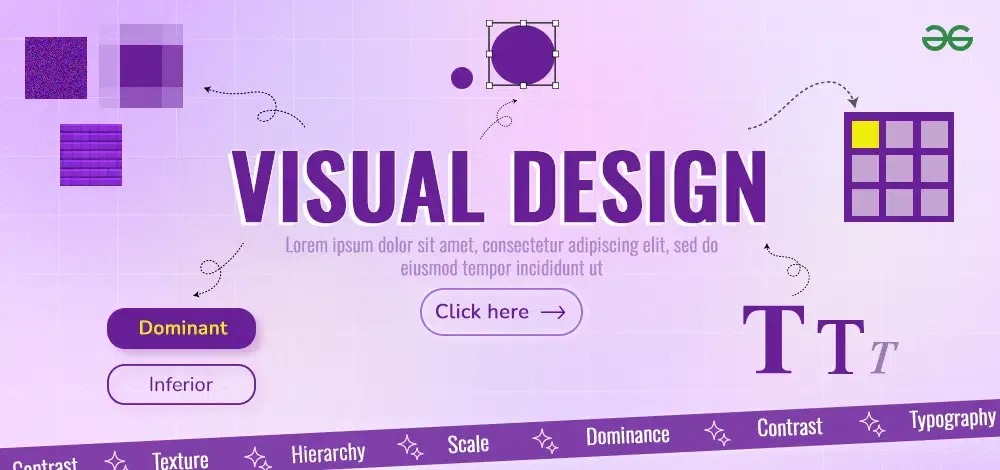 VISUAL DESIGN
Lorem ipsum dolor sit amet, consectetur adipiscing elit, sed do
eiusmod tempor incididunt ut
Click here
Dominant
Inferior
T T T
Contrast Texture Hierarchy Scale Dominance Contrast Typography